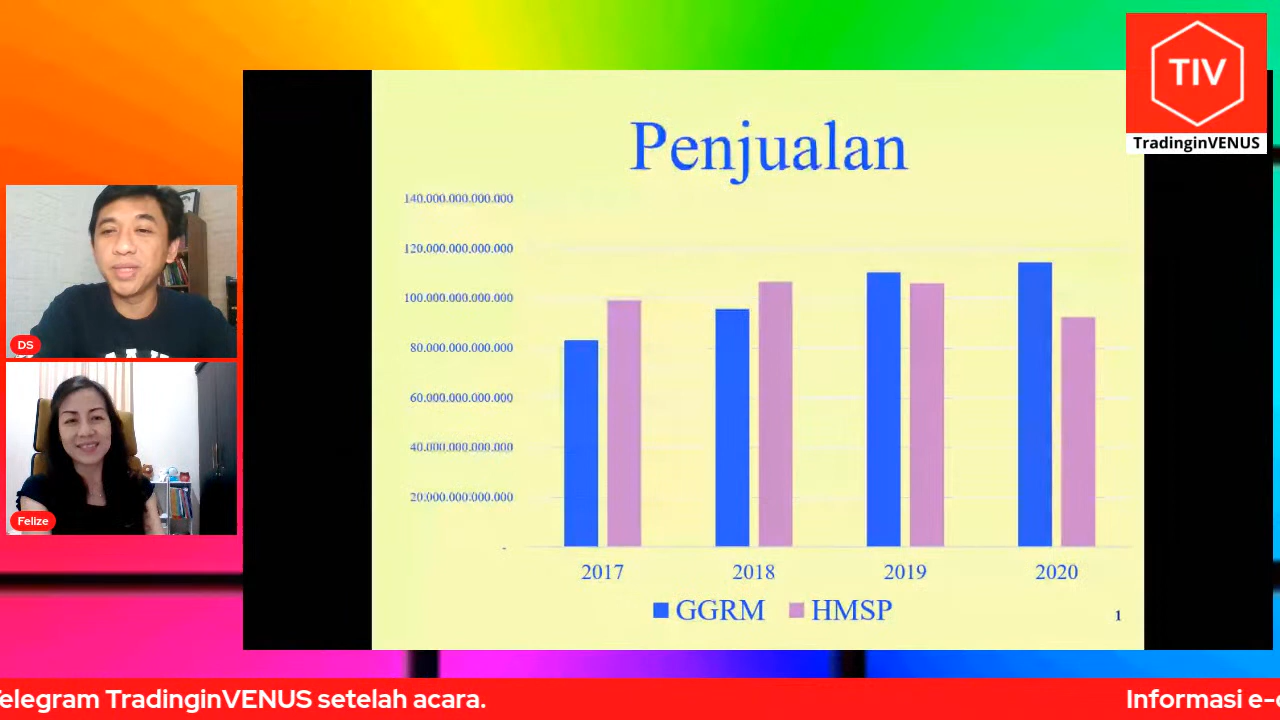 TIV
TradinginVENUS
Penjualan
140.000.000.000.000
120.000.000.000.000
100.000.000.000.000
80.000.000.000.000
60.000.000.000.000
40.000.000.000.000
20.000.000.000.000
-
2017 2018 2019 2020
GGRM HMSP
1
DS
Felize
elegram TradinginVENUS setelah acara.
Informasi e-